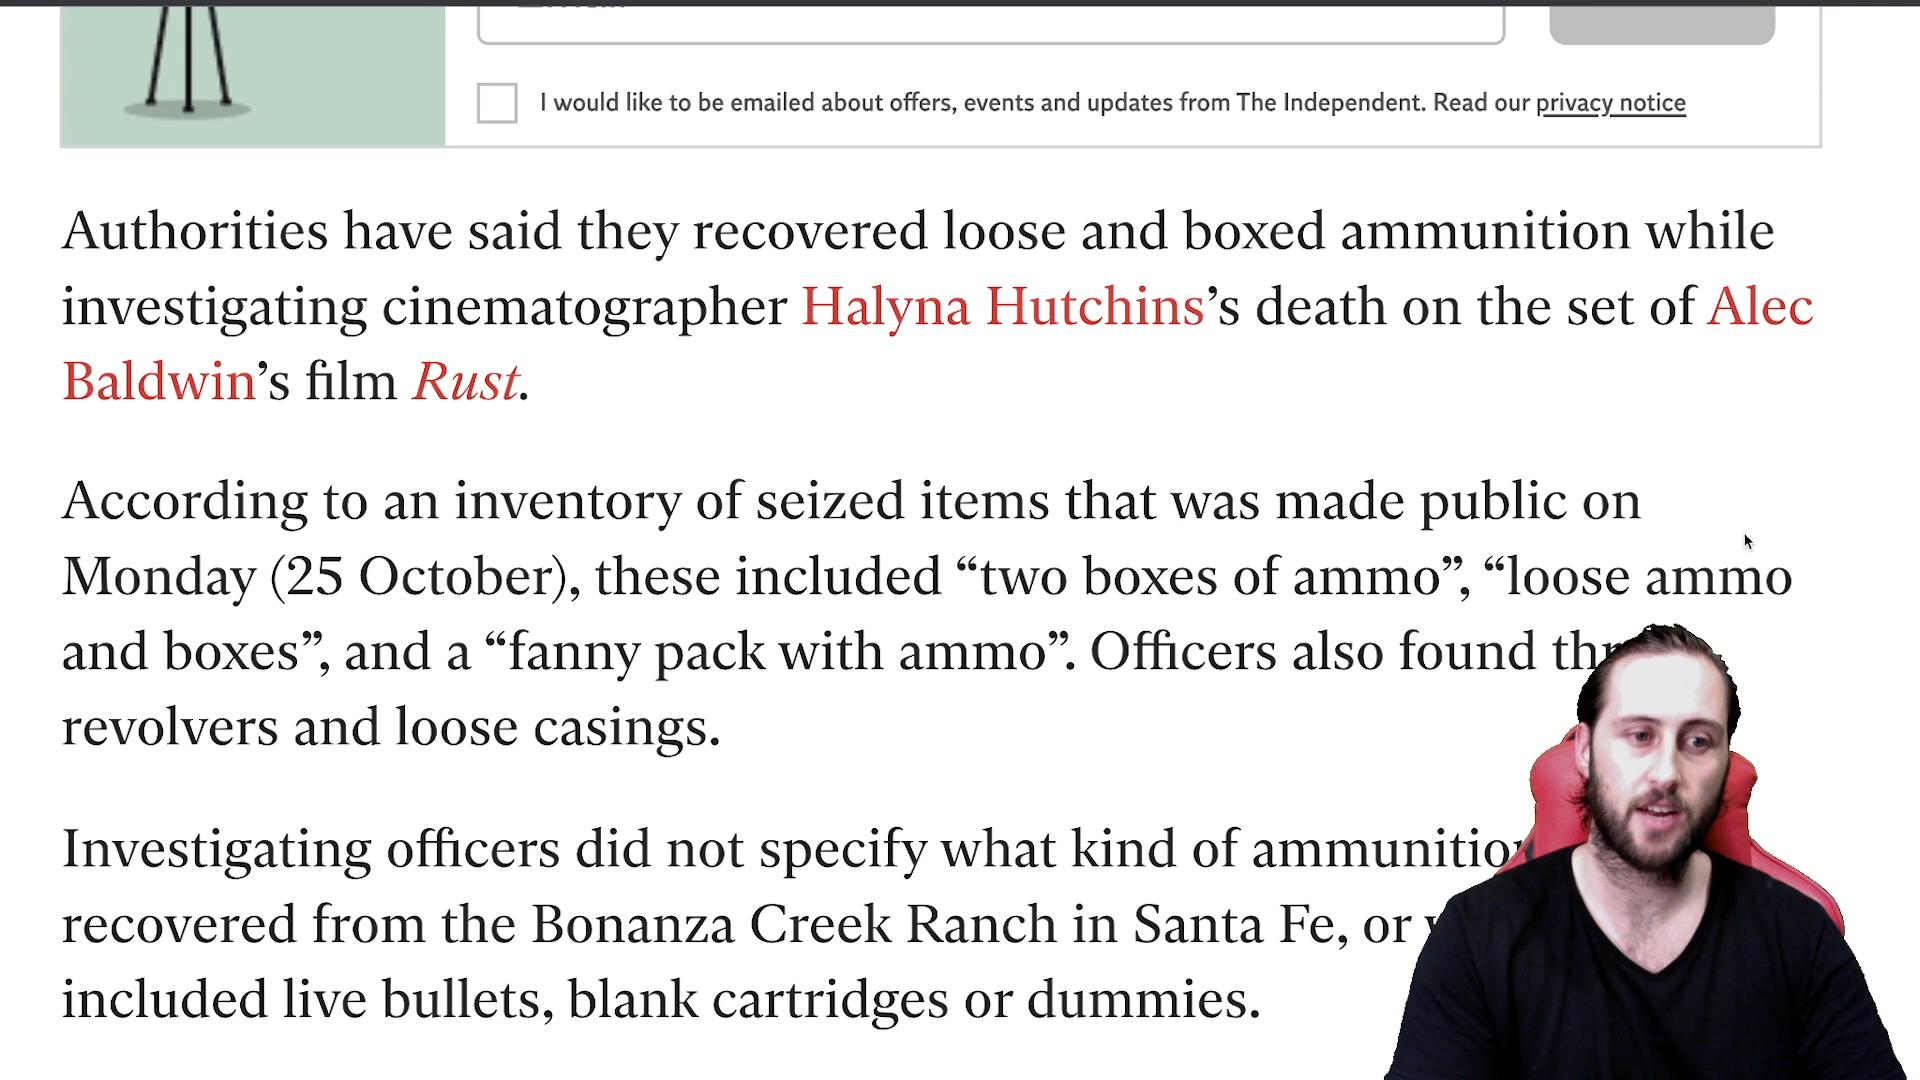 I would like to be emailed about offers, events and updates from The Independent. Read our privacy notice
Authorities have said they recovered loose and boxed ammunition while
investigating cinematographer Halyna Hutchins’s death on the set of Alec
Baldwin’s film Rust.
According to an inventory of seized items that was made public on
Monday (25 October), these included “two boxes of ammo”, “loose ammo
and boxes”, and a “fanny pack with ammo”. Officers also found
revolvers and loose casings.
Investigating officers did not specify what kind of
recovered from the Bonanza Creek Ranch in Santa Fe, or
included live bullets, blank cartridges or dummies.